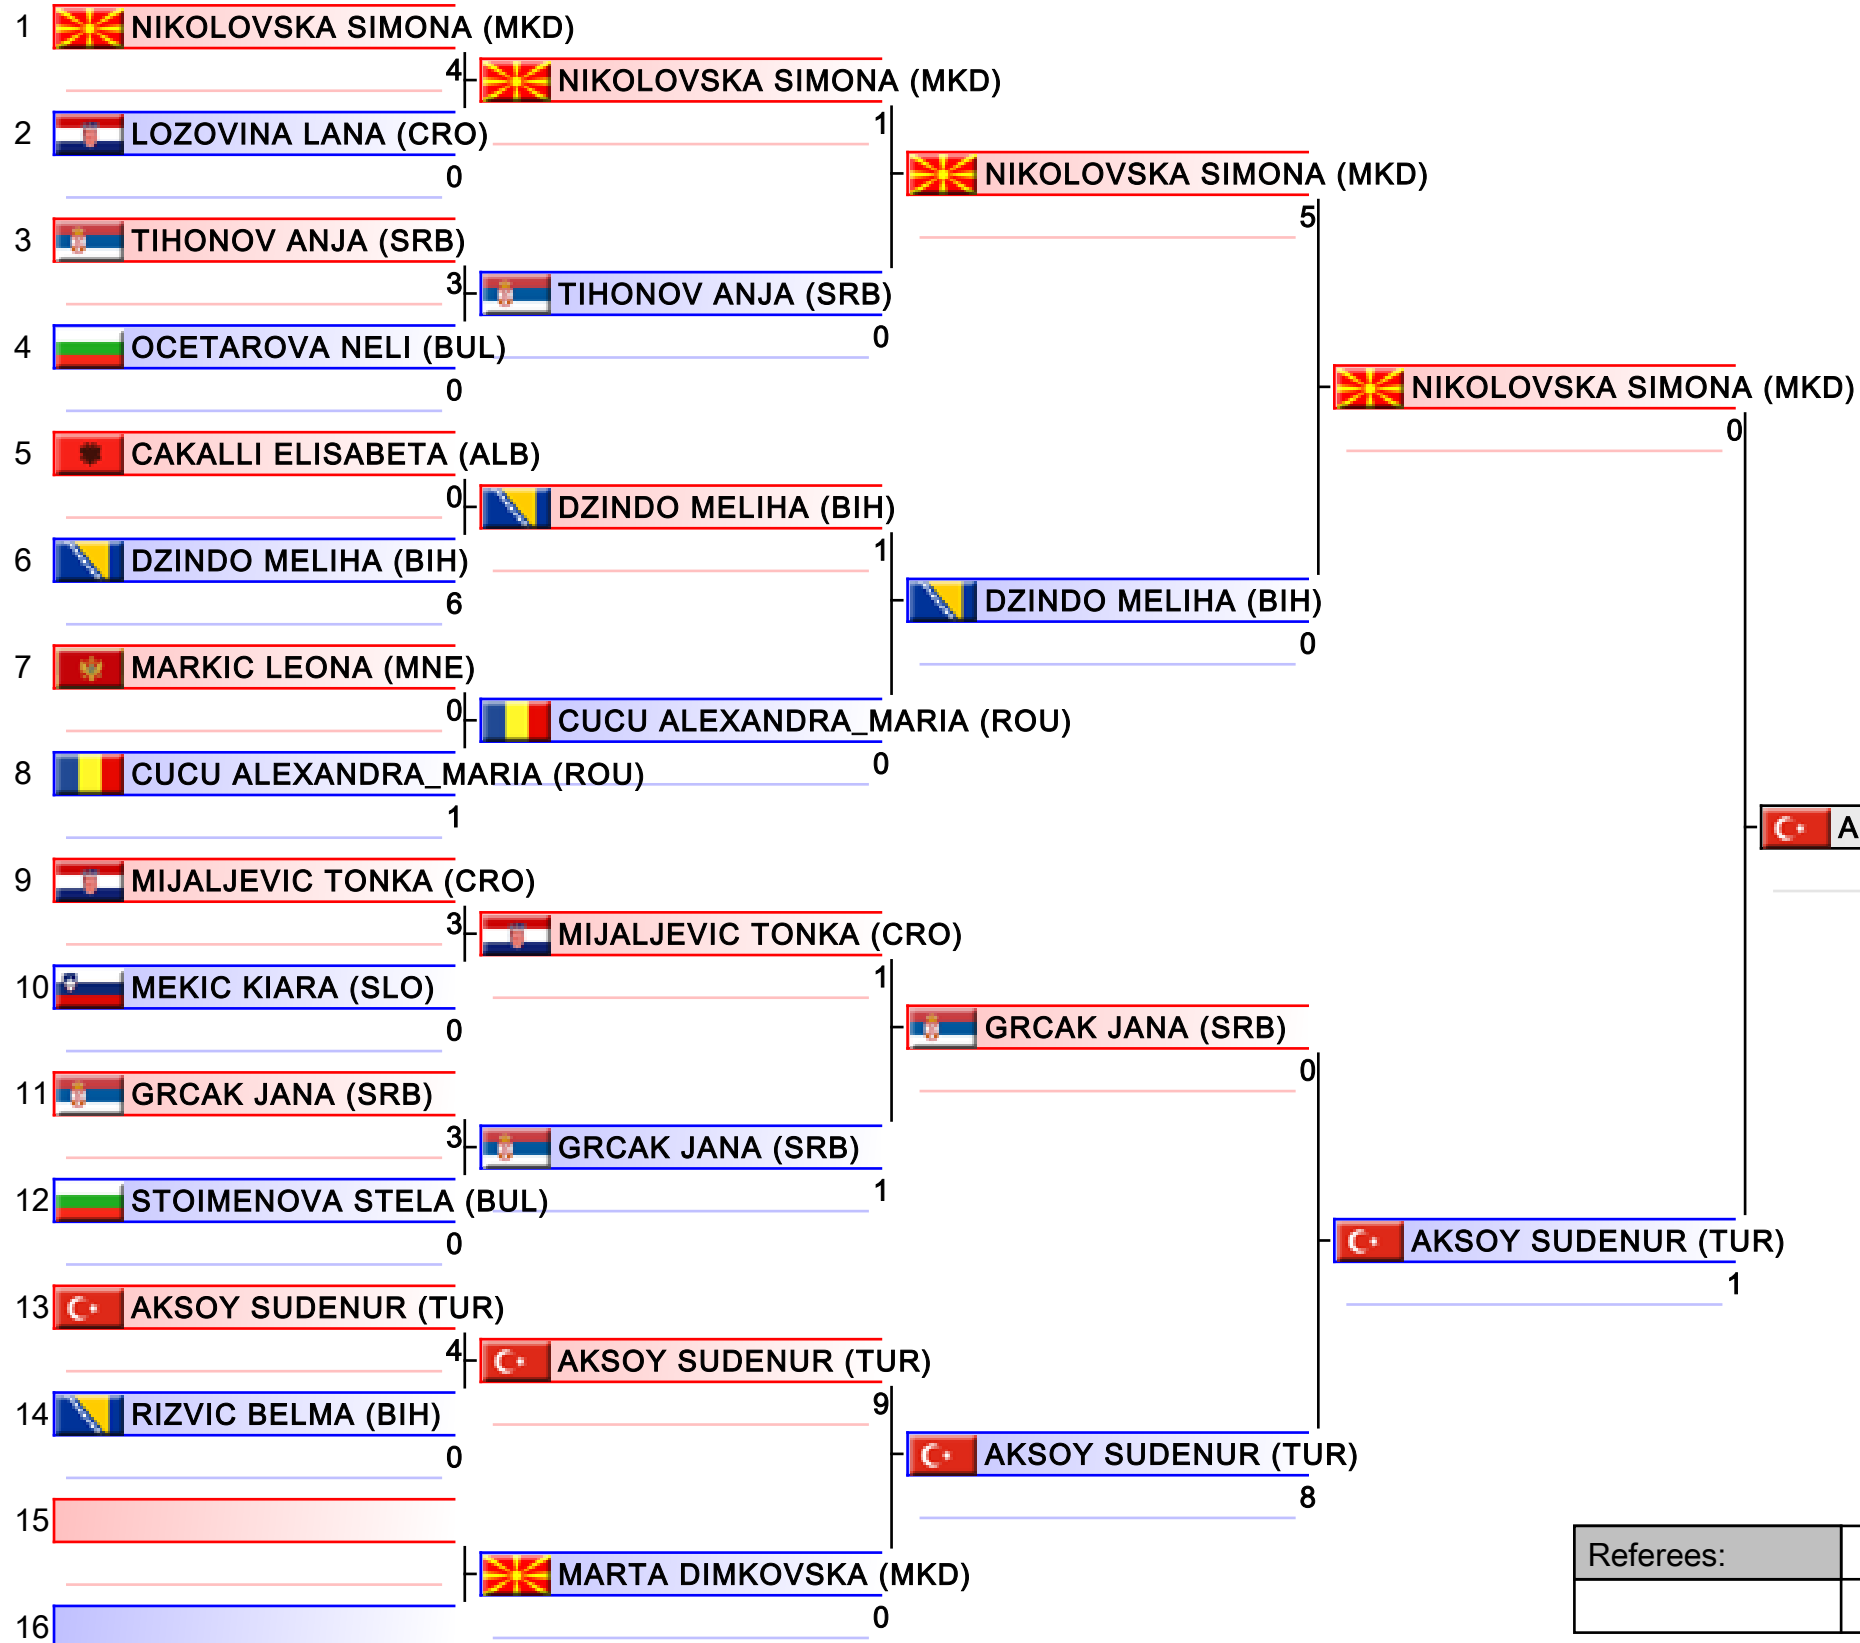 1 NIKOLOVSKA SIMONA (MKD)
4
2 LOZOVINA LANA (CRO)
0
3 TIHONOV ANJA (SRB)
3
4 OCETAROVA NELI (BUL)
0
5 CAKALLI ELISABETA (ALB)
0
6 DZINDO MELIHA (BIH)
6
7 MARKIC LEONA (MNE)
0
8 CUCU ALEXANDRA_MARIA (ROU)
1
9 MIJALJEVIC TONKA (CRO)
3
10 MEKIC KIARA (SLO)
0
11 GRCAK JANA (SRB)
3
12 STOIMENOVA STELA (BUL)
0
13 AKSOY SUDENUR (TUR)
4
14 RIZVIC BELMA (BIH)
0
15
16
NIKOLOVSKA SIMONA (MKD)
1
TIHONOV ANJA (SRB)
0
DZINDO MELIHA (BIH)
1
CUCU ALEXANDRA_MARIA (ROU)
0
MIJALJEVIC TONKA (CRO)
1
GRCAK JANA (SRB)
1
AKSOY SUDENUR (TUR)
9
MARTA DIMKOVSKA (MKD)
0
NIKOLOVSKA SIMONA (MKD)
5
DZINDO MELIHA (BIH)
0
GRCAK JANA (SRB)
0
AKSOY SUDENUR (TUR)
8
NIKOLOVSKA SIMONA (MKD)
0
AKSOY SUDENUR (TUR)
1
A
Referees: